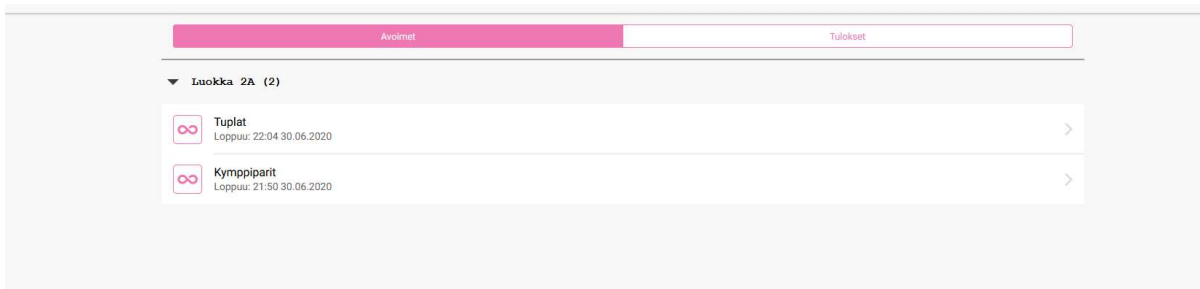 Avoimet
Tulokset
Luokka 2A (2)
Tuplat
Loppuu: 22:04 30.06.2020
Kymppiparit
Loppuu: 21:50 30.06.2020